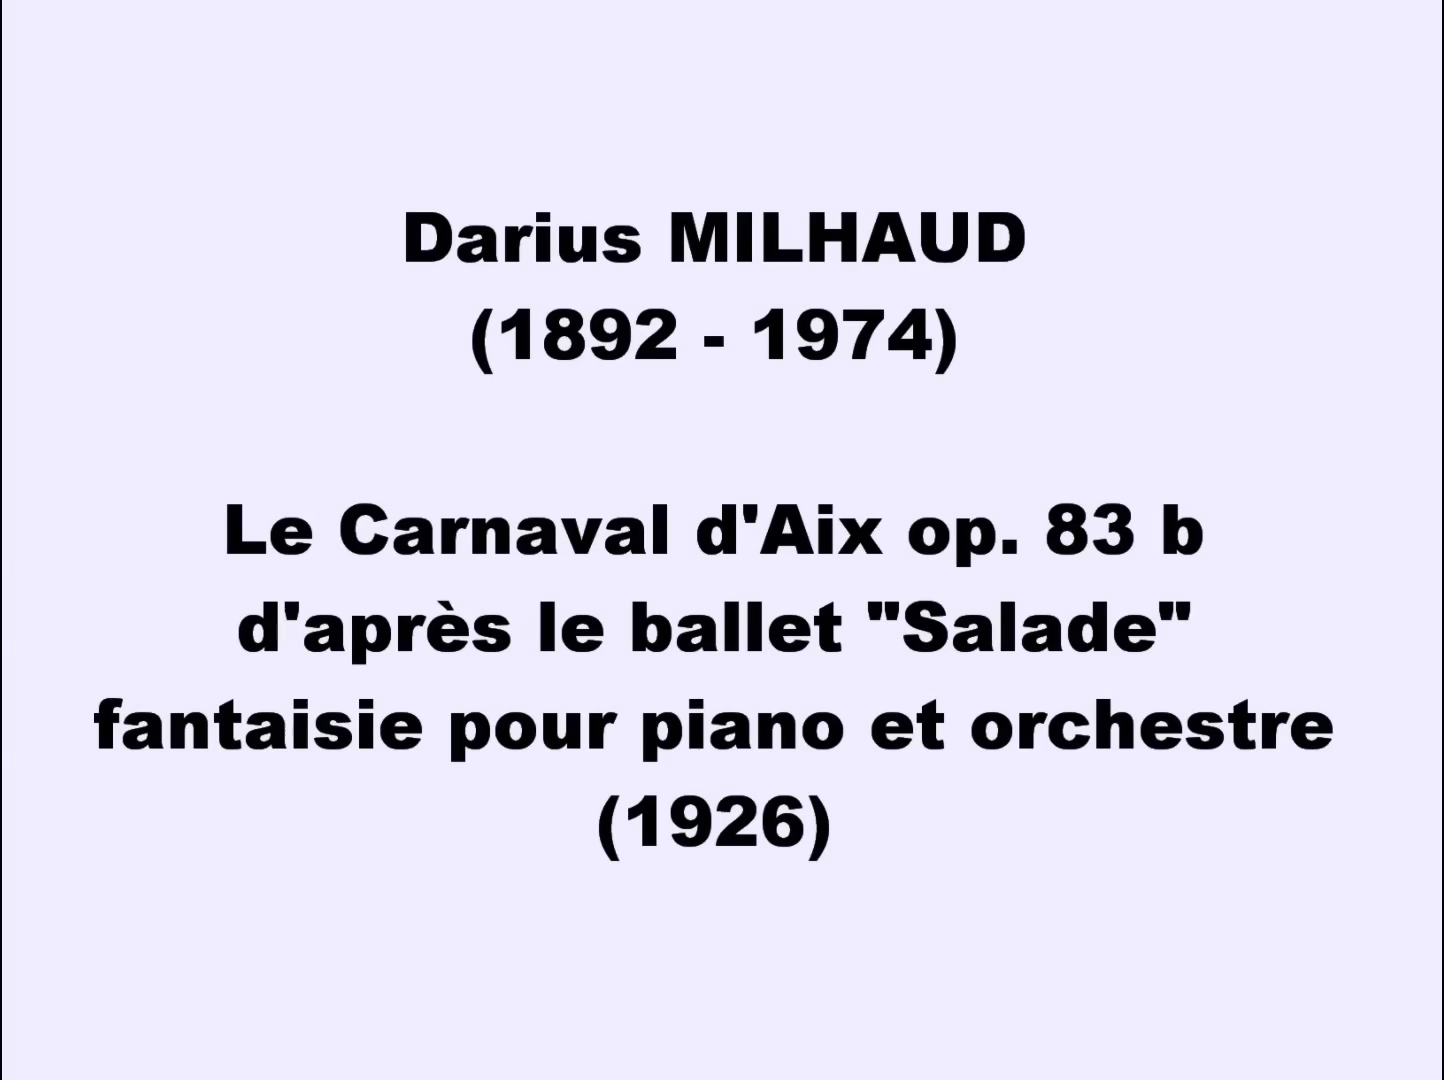 Darius MILHAUD
(1892 - 1974)
Le Carnaval d'Aix op. 83 b
d'après le ballet "Salade"
fantaisie pour piano et orchestre
(1926)